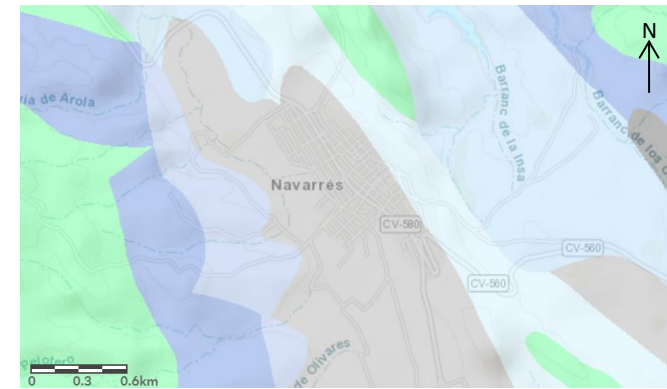 N
Barranc de la Insa
Barranc de los
via de Arola
Navarrés
CV-580
CV-560
CV-560
de Olivares
Pelotero
0 0.3 0.6km